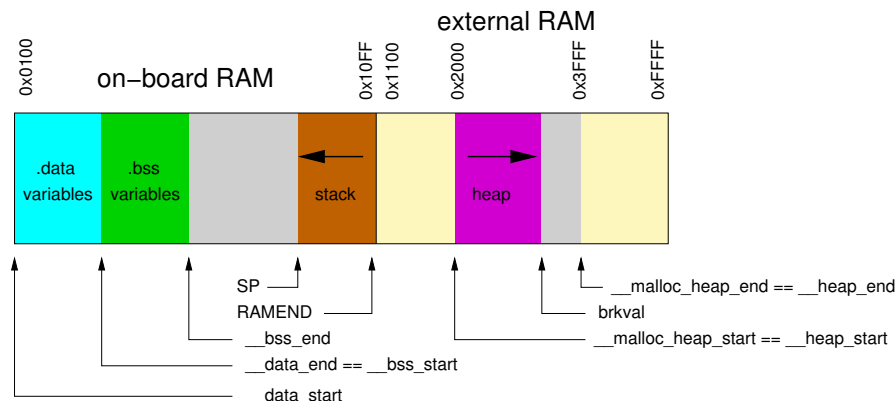 external RAM
on−board RAM
0x0100
0x10FF
0x1100
0x2000
0x3FFF
0xFFFF
.data
variables
.bss
variables
stack
heap
SP
RAMEND
__bss_end
__data_end == __bss_start
data_start
__malloc_heap_end == __heap_end
brkval
__malloc_heap_start == __heap_start